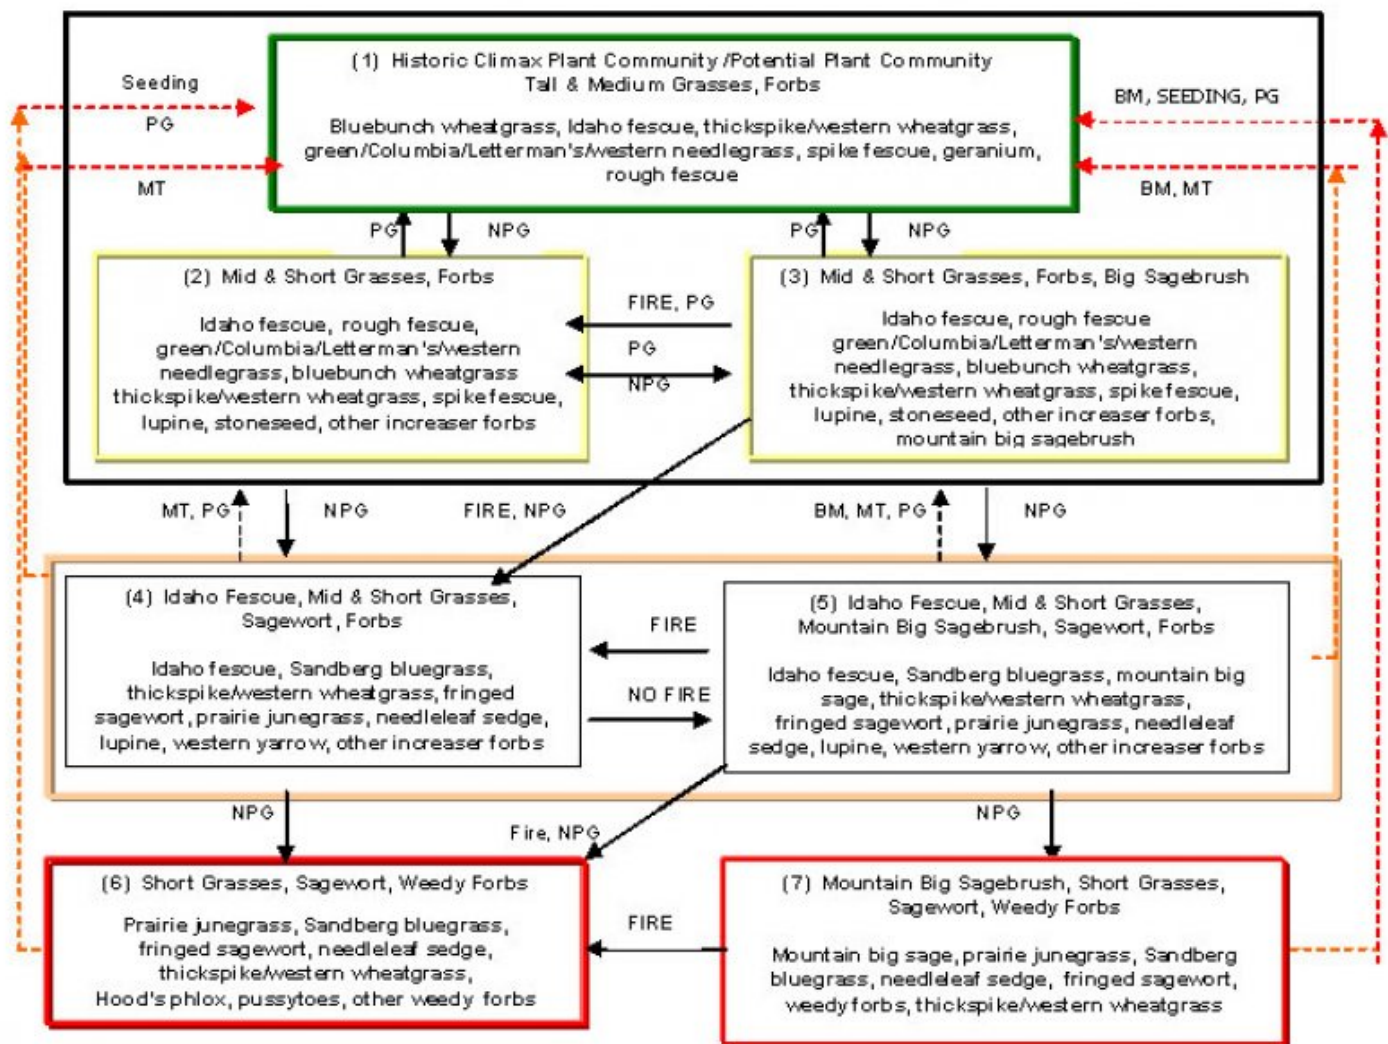 (1) Historic Climax Plant Community /Potential Plant Community
Tall & Medium Grasses, Forbs
Bluebunch wheatgrass, Idaho fescue, thickspike/western wheatgrass,
green/Columbia/Letterman's/western needlegrass, spike fescue, geranium,
rough fescue
Seeding
PG
MT
BM, SEEDING, PG
BM, MT
PG
NPG
PG
NPG
(2) Mid & Short Grasses, Forbs
Idaho fescue, rough fescue,
green/Columbia/Letterman's/western
needlegrass, bluebunch wheatgrass
thickspike/western wheatgrass, spike fescue,
lupine, stoneseed, other increaser forbs
FIRE, PG
PG
NPG
(3) Mid & Short Grasses, Forbs, Big Sagebrush
Idaho fescue, rough fescue
green/Columbia/Letterman's/western
needlegrass, bluebunch wheatgrass,
thickspike/western wheatgrass, spike fescue,
lupine, stoneseed, other increaser forbs,
mountain big sagebrush
MT, PG
NPG
FIRE, NPG
BM, MT, PG
NPG
(4) Idaho Fescue, Mid & Short Grasses,
Sagewort, Forbs
Idaho fescue, Sandberg bluegrass,
thickspike/western wheatgrass, fringed
sagewort, prairie junegrass, needleleaf sedge,
lupine, western yarrow, other increaser forbs
FIRE
NO FIRE
(5) Idaho Fescue, Mid & Short Grasses,
Mountain Big Sagebrush, Sagewort, Forbs
Idaho fescue, Sandberg bluegrass, mountain big
sage, thickspike/western wheatgrass,
fringed sagewort, prairie junegrass, needleleaf
sedge, lupine, western yarrow, other increaser forbs
NPG
Fire, NPG
NPG
(6) Short Grasses, Sagewort, Weedy Forbs
Prairie junegrass, Sandberg bluegrass,
fringed sagewort, needleleaf sedge,
thickspike/western wheatgrass,
Hood's phlox, pussytoes, other weedy forbs
FIRE
(7) Mountain Big Sagebrush, Short Grasses,
Sagewort, Weedy Forbs
Mountain big sage, prairie junegrass, Sandberg
bluegrass, needleleaf sedge, fringed sagewort,
weedy forbs, thickspike/western wheatgrass